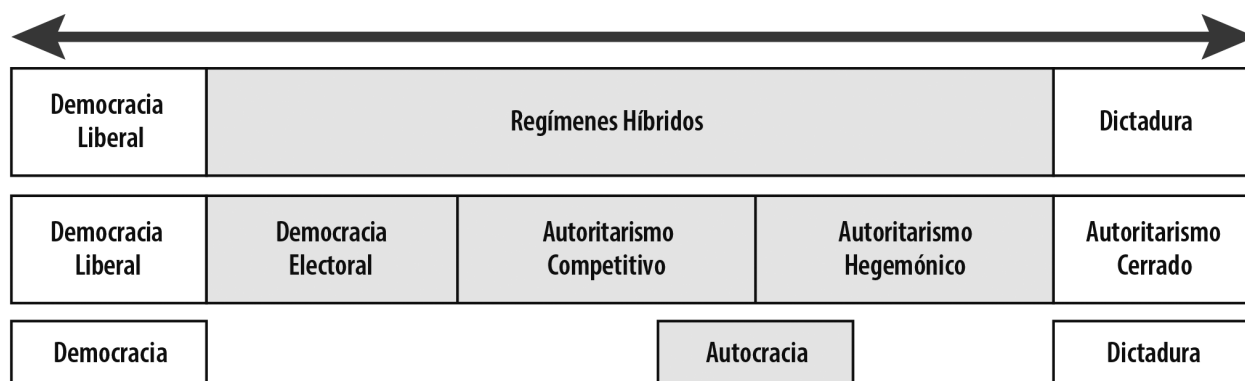 Democracia
Liberal
Regímenes Híbridos
Dictadura
Democracia
Liberal
Democracia
Electoral
Autoritarismo
Competitivo
Autoritarismo
Hegemónico
Autoritarismo
Cerrado
Democracia
Autocracia
Dictadura